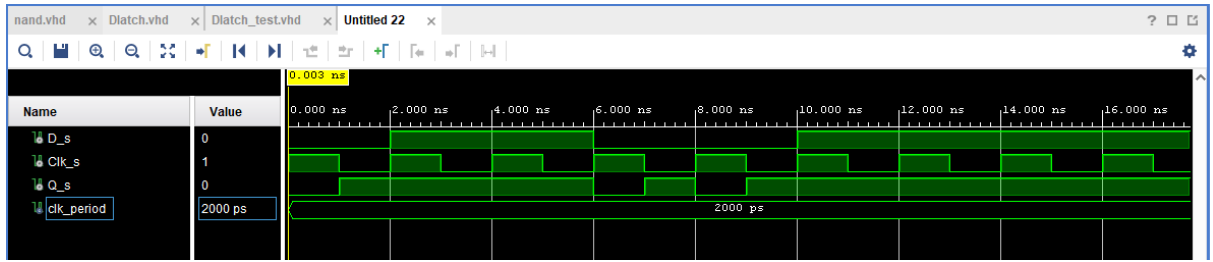 nand.vhd × Dlatch.vhd × Dlatch_test.vhd × Untitled 22 ×
0.003 ns
Name Value 0.000 ns 2.000 ns 4.000 ns 6.000 ns 8.000 ns 10.000 ns 12.000 ns 14.000 ns 16.000 ns
D_s 0
Clk_s 1
Q_s 0
clk_period 2000 ps 2000 ps